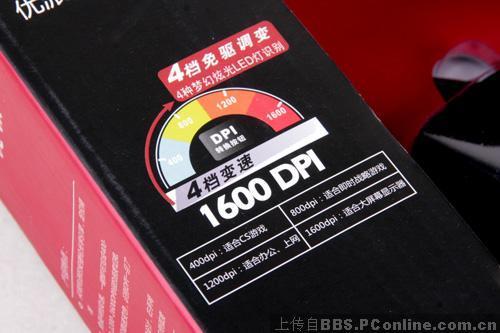 4档免驱调变
4种梦幻炫光LED灯识别
400
800
1200
1600
DPI
转换按钮
4档变速
1600 DPI
400dpi：适合CS游戏
800dpi：适合即时战略游戏
1200dpi：适合办公、上网
1600dpi：适合大屏幕显示器
上传自BBS.PConline.com.cn